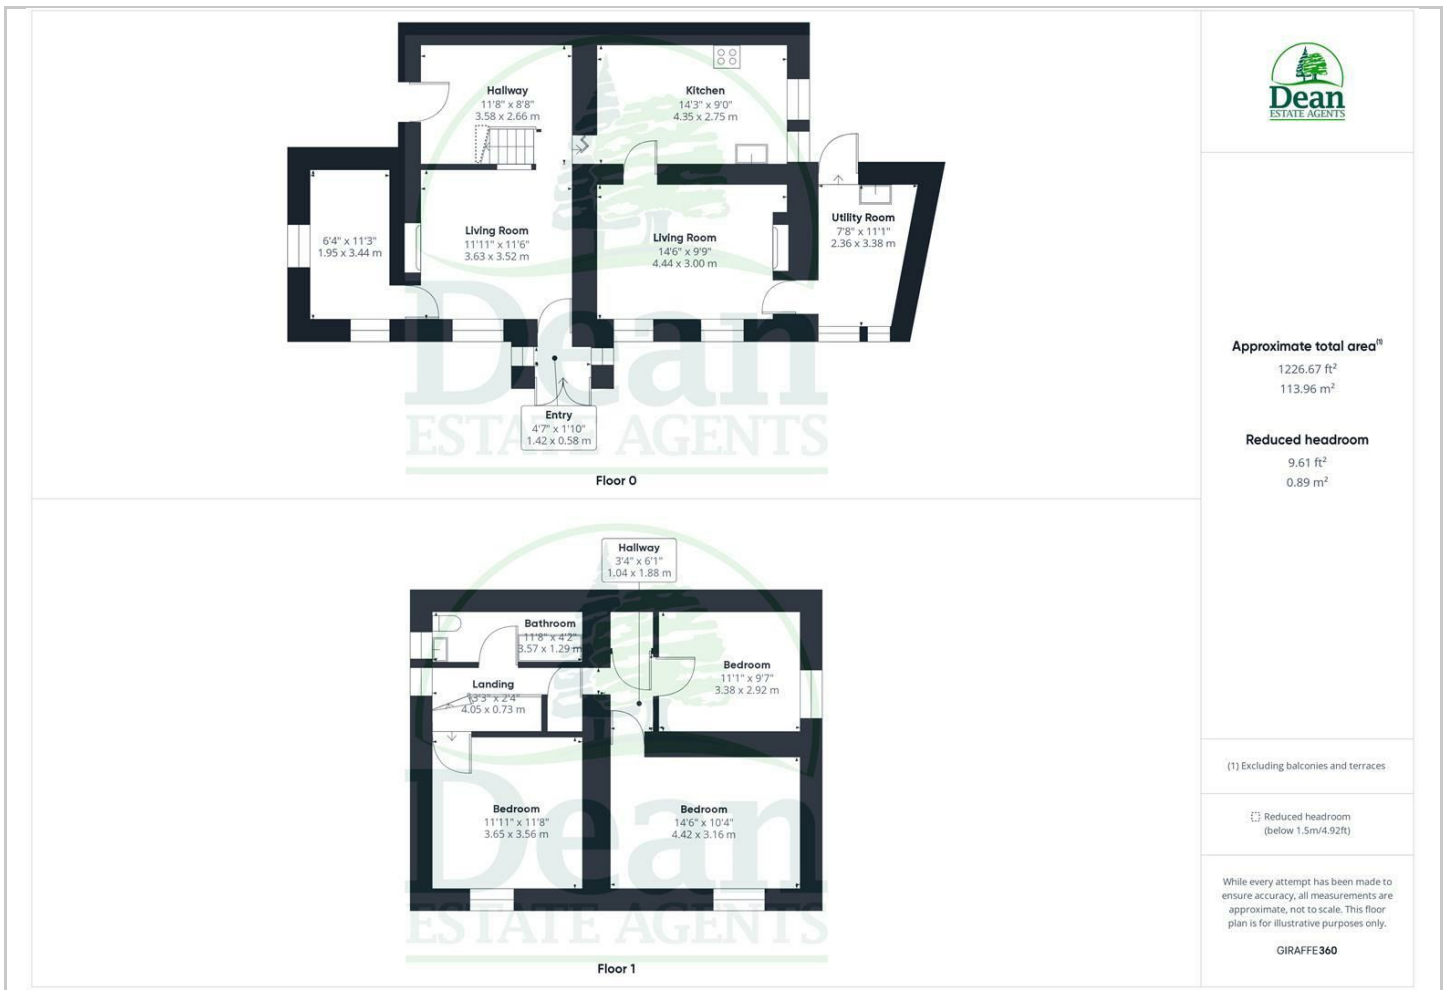 Hallway
11'8" x 8'8"
3.58 x 2.66 m
Kitchen
14'3" x 9'0"
4.35 x 2.75 m
6'4" x 11'3"
1.95 x 3.44 m
Living Room
11'11" x 11'6"
3.63 x 3.52 m
Living Room
14'6" x 9'9"
4.44 x 3.00 m
Utility Room
7'8" x 11'1"
2.36 x 3.38 m
Entry
4'7" x 1'10"
1.42 x 0.58 m
Dean
ESTATE AGENTS
Floor 0
Hallway
3'4" x 6'1"
1.04 x 1.88 m
Bathroom
11'8" x 4'2"
3.57 x 1.29 m
Landing
13'3" x 2'4"
4.05 x 0.73 m
Bedroom
11'1" x 9'7"
3.38 x 2.92 m
Bedroom
11'11" x 11'8"
3.65 x 3.56 m
Bedroom
14'6" x 10'4"
4.42 x 3.16 m
Dean
ESTATE AGENTS
Floor 1
Dean
ESTATE AGENTS
Approximate total area(1)
1226.67 ft²
113.96 m²
Reduced headroom
9.61 ft²
0.89 m²
(1) Excluding balconies and terraces
Reduced headroom
(below 1.5m/4.92ft)
While every attempt has been made to
ensure accuracy, all measurements are
approximate, not to scale. This floor
plan is for illustrative purposes only.
GIRAFFE360